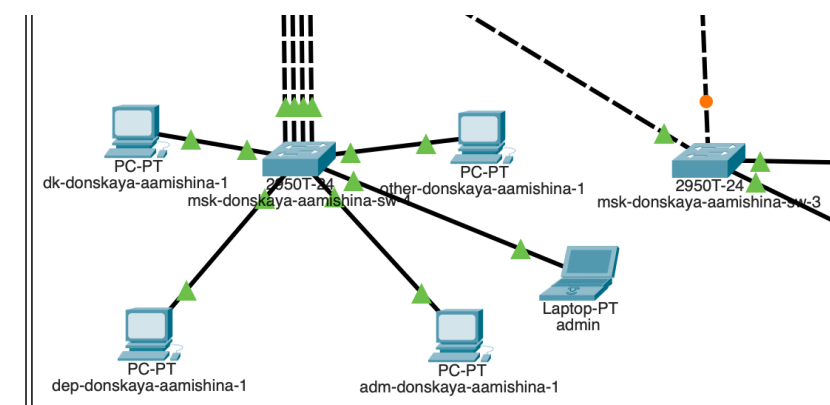 PC-PT
dk-donskaya-aamishina-1
2950T-24
msk-donskaya-aamishina-sw-4
PC-PT
other-donskaya-aamishina-1
2950T-24
msk-donskaya-aamishina-sw-3
Laptop-PT
admin
PC-PT
dep-donskaya-aamishina-1
PC-PT
adm-donskaya-aamishina-1